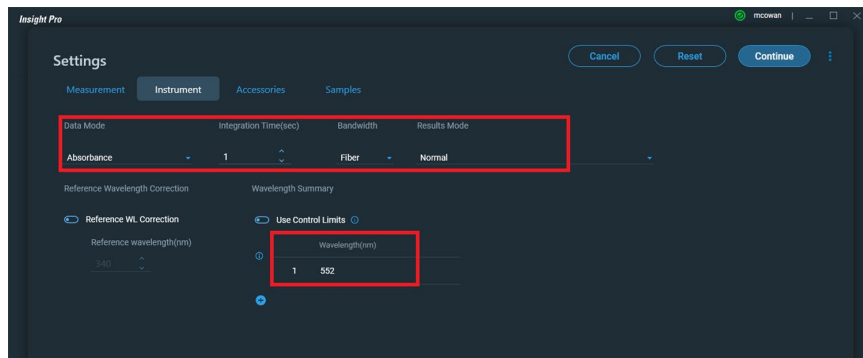 Insight Pro
mcowan
Settings
Cancel
Reset
Continue
Measurement
Instrument
Accessories
Samples
Data Mode
Integration Time(sec)
Bandwidth
Results Mode
Absorbance
1
Fiber
Normal
Reference Wavelength Correction
Wavelength Summary
Reference WL Correction
Use Control Limits
Reference wavelength(nm)
Wavelength(nm)
340
1 552